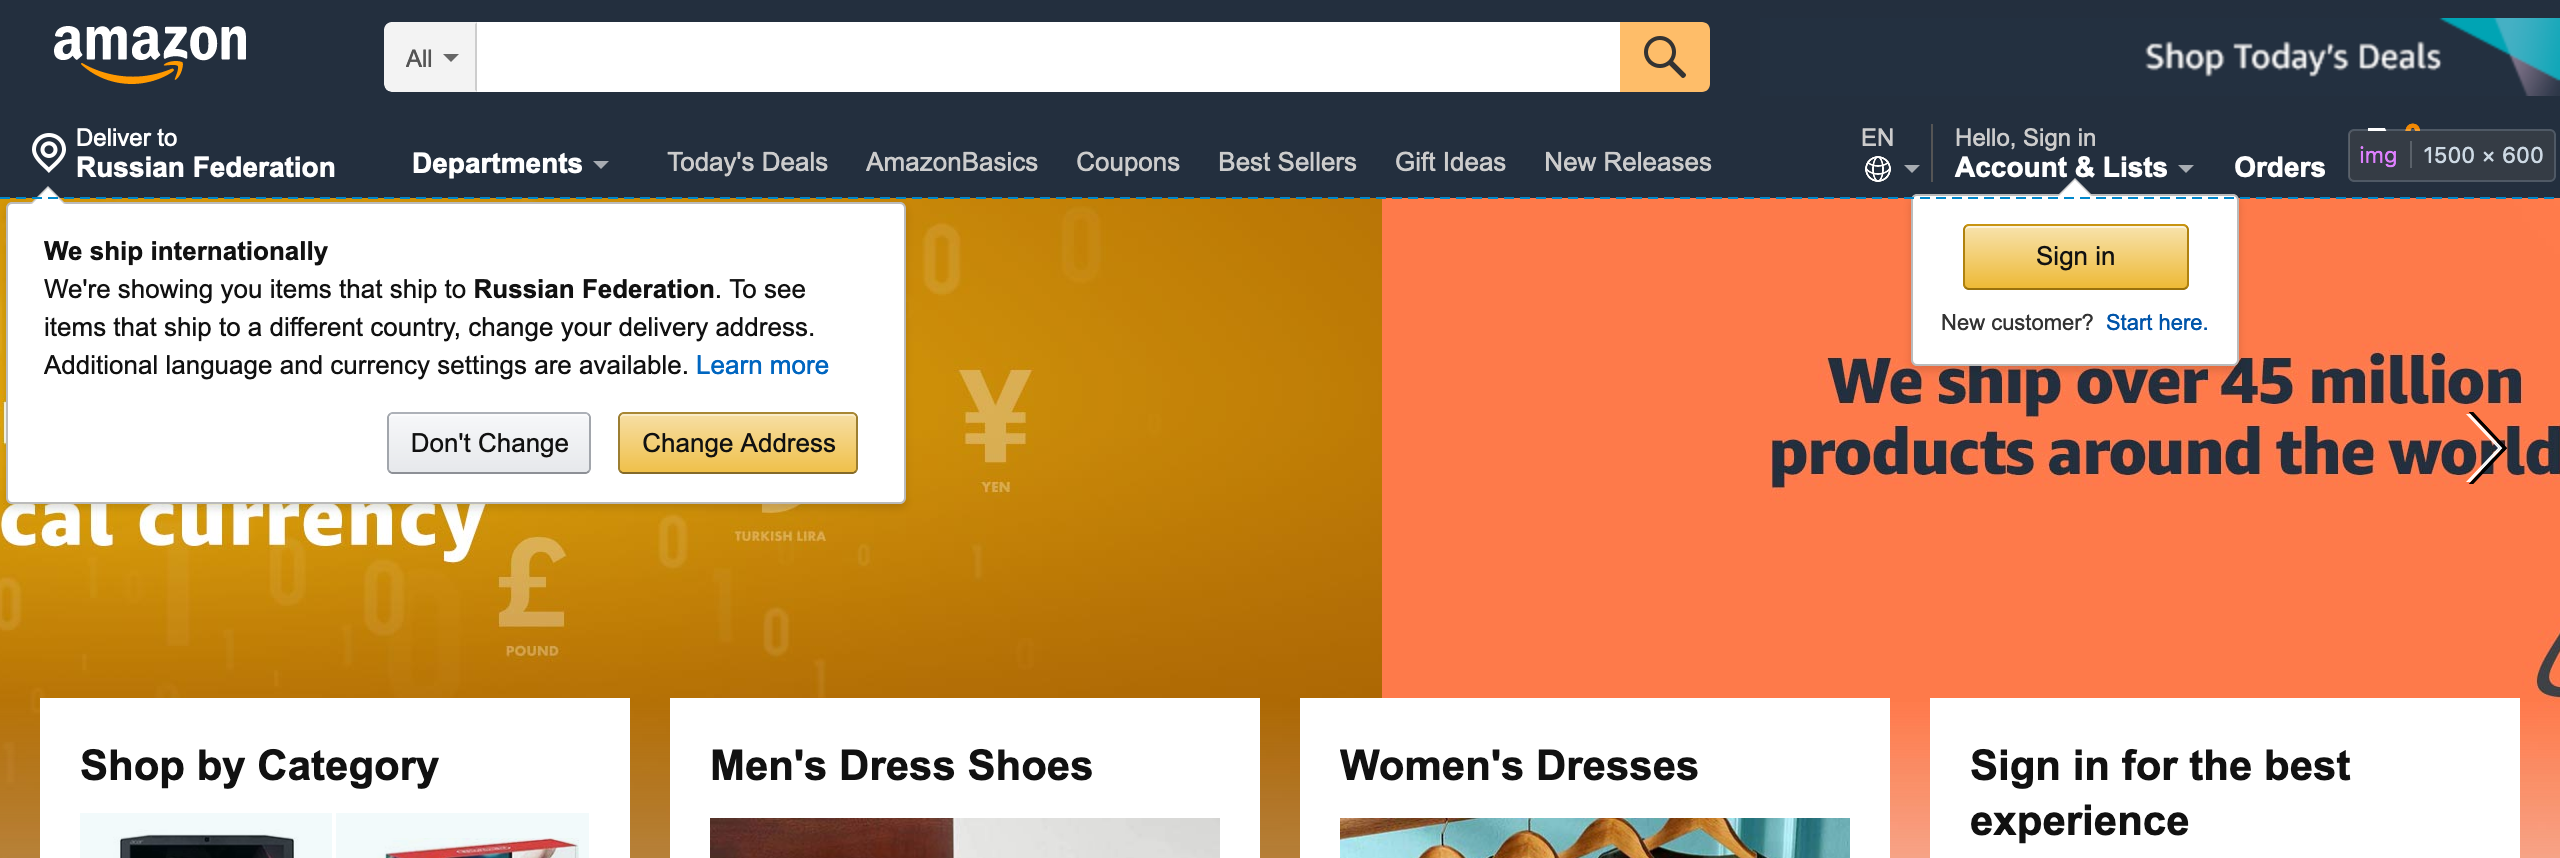 amazon
All
Shop Today's Deals
Deliver to
Russian Federation
Departments
Today's Deals
AmazonBasics
Coupons
Best Sellers
Gift Ideas
New Releases
EN
Hello, Sign in
Account & Lists
Orders
img 1500 × 600
We ship internationally
We're showing you items that ship to Russian Federation. To see
items that ship to a different country, change your delivery address.
Additional language and currency settings are available. Learn more
Don't Change
Change Address
Sign in
New customer? Start here.
cal currency
¥
YEN
TURKISH LIRA
£
POUND
We ship over 45 million
products around the world
Shop by Category
Men's Dress Shoes
Women's Dresses
Sign in for the best
experience